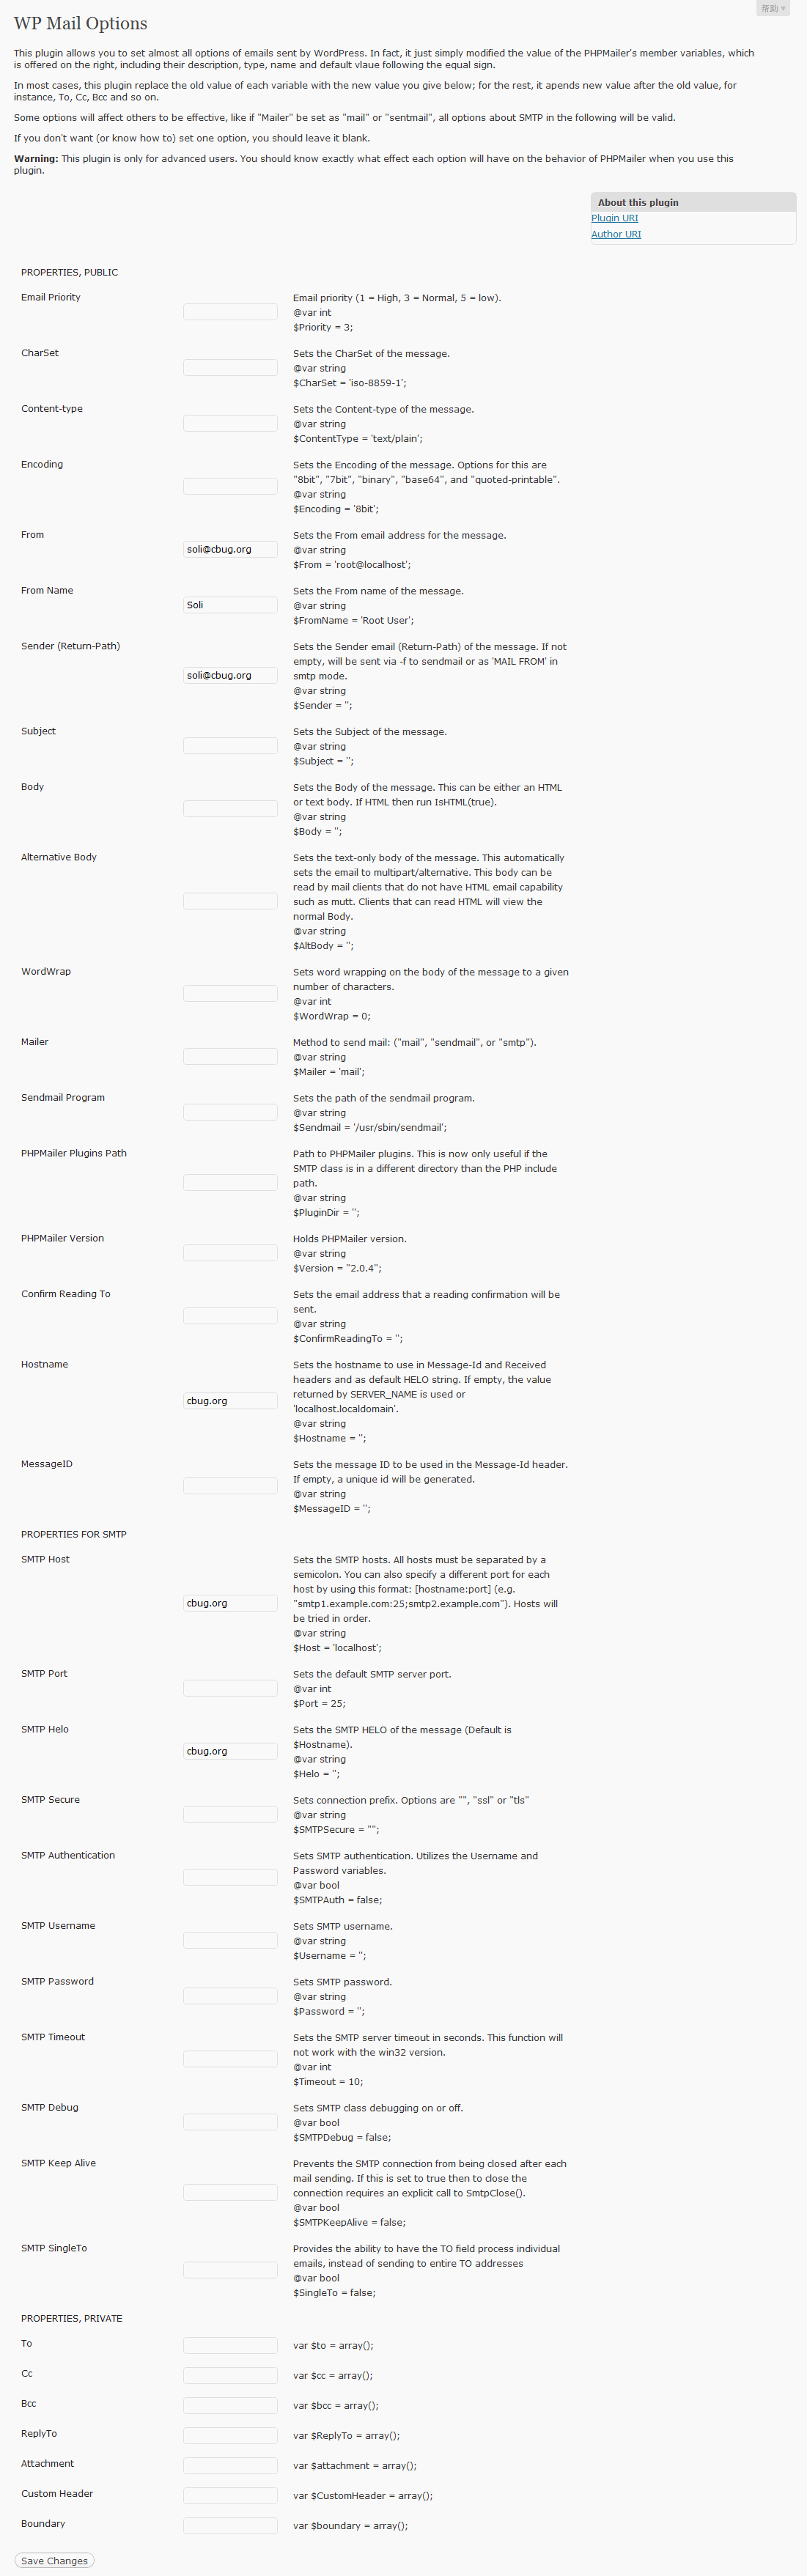 帮助
WP Mail Options
This plugin allows you to set almost all options of emails sent by WordPress. In fact, it just simply modified the value of the PHPMailer's member variables, which
is offered on the right, including their description, type, name and default vlaue following the equal sign.
In most cases, this plugin replace the old value of each variable with the new value you give below; for the rest, it apends new value after the old value, for
instance, To, Cc, Bcc and so on.
Some options will affect others to be effective, like if "Mailer" be set as "mail" or "sentmail", all options about SMTP in the following will be valid.
If you don't want (or know how to) set one option, you should leave it blank.
Warning: This plugin is only for advanced users. You should know exactly what effect each option will have on the behavior of PHPMailer when you use this
plugin.
About this plugin
Plugin URI
Author URI
PROPERTIES, PUBLIC
Email Priority
Email priority (1 = High, 3 = Normal, 5 = low).
@var int
$Priority = 3;
CharSet
Sets the CharSet of the message.
@var string
$CharSet = 'iso-8859-1';
Content-type
Sets the Content-type of the message.
@var string
$ContentType = 'text/plain';
Encoding
Sets the Encoding of the message. Options for this are
"8bit", "7bit", "binary", "base64", and "quoted-printable".
@var string
$Encoding = '8bit';
From
soli@cbug.org
Sets the From email address for the message.
@var string
$From = 'root@localhost';
From Name
Soli
Sets the From name of the message.
@var string
$FromName = 'Root User';
Sender (Return-Path)
soli@cbug.org
Sets the Sender email (Return-Path) of the message. If not
empty, will be sent via -f to sendmail or as 'MAIL FROM' in
smtp mode.
@var string
$Sender = '';
Subject
Sets the Subject of the message.
@var string
$Subject = '';
Body
Sets the Body of the message. This can be either an HTML
or text body. If HTML then run IsHTML(true).
@var string
$Body = '';
Alternative Body
Sets the text-only body of the message. This automatically
sets the email to multipart/alternative. This body can be
read by mail clients that do not have HTML email capability
such as mutt. Clients that can read HTML will view the
normal Body.
@var string
$AltBody = '';
WordWrap
Sets word wrapping on the body of the message to a given
number of characters.
@var int
$WordWrap = 0;
Mailer
Method to send mail: ("mail", "sendmail", or "smtp").
@var string
$Mailer = 'mail';
Sendmail Program
Sets the path of the sendmail program.
@var string
$Sendmail = '/usr/sbin/sendmail';
PHPMailer Plugins Path
Path to PHPMailer plugins. This is now only useful if the
SMTP class is in a different directory than the PHP include
path.
@var string
$PluginDir = '';
PHPMailer Version
Holds PHPMailer version.
@var string
$Version = "2.0.4";
Confirm Reading To
Sets the email address that a reading confirmation will be
sent.
@var string
$ConfirmReadingTo = '';
Hostname
cbug.org
Sets the hostname to use in Message-Id and Received
headers and as default HELO string. If empty, the value
returned by SERVER_NAME is used or
'localhost.localdomain'.
@var string
$Hostname = '';
MessageID
Sets the message ID to be used in the Message-Id header.
If empty, a unique id will be generated.
@var string
$MessageID = '';
PROPERTIES FOR SMTP
SMTP Host
cbug.org
Sets the SMTP hosts. All hosts must be separated by a
semicolon. You can also specify a different port for each
host by using this format: [hostname:port] (e.g.
"smtp1.example.com:25;smtp2.example.com"). Hosts will
be tried in order.
@var string
$Host = 'localhost';
SMTP Port
Sets the default SMTP server port.
@var int
$Port = 25;
SMTP Helo
cbug.org
Sets the SMTP HELO of the message (Default is
$Hostname).
@var string
$Helo = '';
SMTP Secure
Sets connection prefix. Options are "", "ssl" or "tls"
@var string
$SMTPSecure = "";
SMTP Authentication
Sets SMTP authentication. Utilizes the Username and
Password variables.
@var bool
$SMTPAuth = false;
SMTP Username
Sets SMTP username.
@var string
$Username = '';
SMTP Password
Sets SMTP password.
@var string
$Password = '';
SMTP Timeout
Sets the SMTP server timeout in seconds. This function will
not work with the win32 version.
@var int
$Timeout = 10;
SMTP Debug
Sets SMTP class debugging on or off.
@var bool
$SMTPDebug = false;
SMTP Keep Alive
Prevents the SMTP connection from being closed after each
mail sending. If this is set to true then to close the
connection requires an explicit call to SmtpClose().
@var bool
$SMTPKeepAlive = false;
SMTP SingleTo
Provides the ability to have the TO field process individual
emails, instead of sending to entire TO addresses
@var bool
$SingleTo = false;
PROPERTIES, PRIVATE
To
var $to = array();
Cc
var $cc = array();
Bcc
var $bcc = array();
ReplyTo
var $ReplyTo = array();
Attachment
var $attachment = array();
Custom Header
var $CustomHeader = array();
Boundary
var $boundary = array();
Save Changes